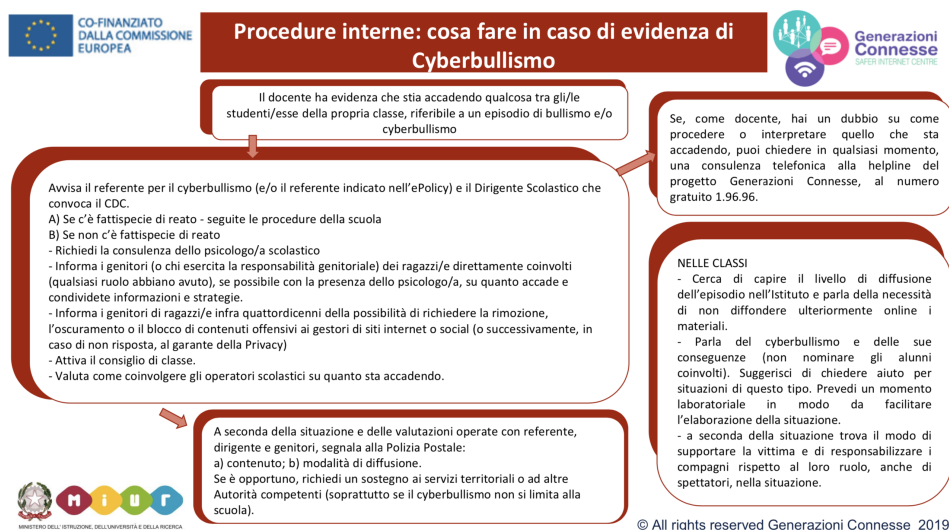 CO-FINANZIATO
DALLA COMMISSIONE
EUROPEA
Procedure interne: cosa fare in caso di evidenza di
Cyberbullismo
Generazioni
Connesse
SAFER INTERNET CENTRE
Il docente ha evidenza che stia accadendo qualcosa tra gli/le
studenti/esse della propria classe, riferibile a un episodio di bullismo e/o
cyberbullismo
Se, come docente, hai un dubbio su come
procedere o interpretare quello che sta
accadendo, puoi chiedere in qualsiasi momento,
una consulenza telefonica alla helpline del
progetto Generazioni Connesse, al numero
gratuito 1.96.96.
Avvisa il referente per il cyberbullismo (e/o il referente indicato nell'ePolicy) e il Dirigente Scolastico che
convoca il CDC.
A) Se c'è fattispecie di reato - seguite le procedure della scuola
B) Se non c'è fattispecie di reato
- Richiedi la consulenza dello psicologo/a scolastico
- Informa i genitori (o chi esercita la responsabilità genitoriale) dei ragazzi/e direttamente coinvolti
(qualsiasi ruolo abbiano avuto), se possibile con la presenza dello psicologo/a, su quanto accade e
condividete informazioni e strategie.
- Informa i genitori di ragazzi/e infra quattordicenni della possibilità di richiedere la rimozione,
l'oscuramento o il blocco di contenuti offensivi ai gestori di siti internet o social (o successivamente, in
caso di non risposta, al garante della Privacy)
- Attiva il consiglio di classe.
- Valuta come coinvolgere gli operatori scolastici su quanto sta accadendo.
NELLE CLASSI
- Cerca di capire il livello di diffusione
dell'episodio nell'Istituto e parla della necessità
di non diffondere ulteriormente online i
materiali.
- Parla del cyberbullismo e delle sue
conseguenze (non nominare gli alunni
coinvolti). Suggerisci di chiedere aiuto per
situazioni di questo tipo. Prevedi un momento
laboratoriale in modo da facilitare
l'elaborazione della situazione.
- a seconda della situazione trova il modo di
supportare la vittima e di responsabilizzare i
compagni rispetto al loro ruolo, anche di
spettatori, nella situazione.
A seconda della situazione e delle valutazioni operate con referente,
dirigente e genitori, segnala alla Polizia Postale:
a) contenuto; b) modalità di diffusione.
Se è opportuno, richiedi un sostegno ai servizi territoriali o ad altre
Autorità competenti (soprattutto se il cyberbullismo non si limita alla
scuola).
miur
MINISTERO DELL' ISTRUZIONE, DELL'UNIVERSITÀ E DELLA RICERCA
© All rights reserved Generazioni Connesse 2019